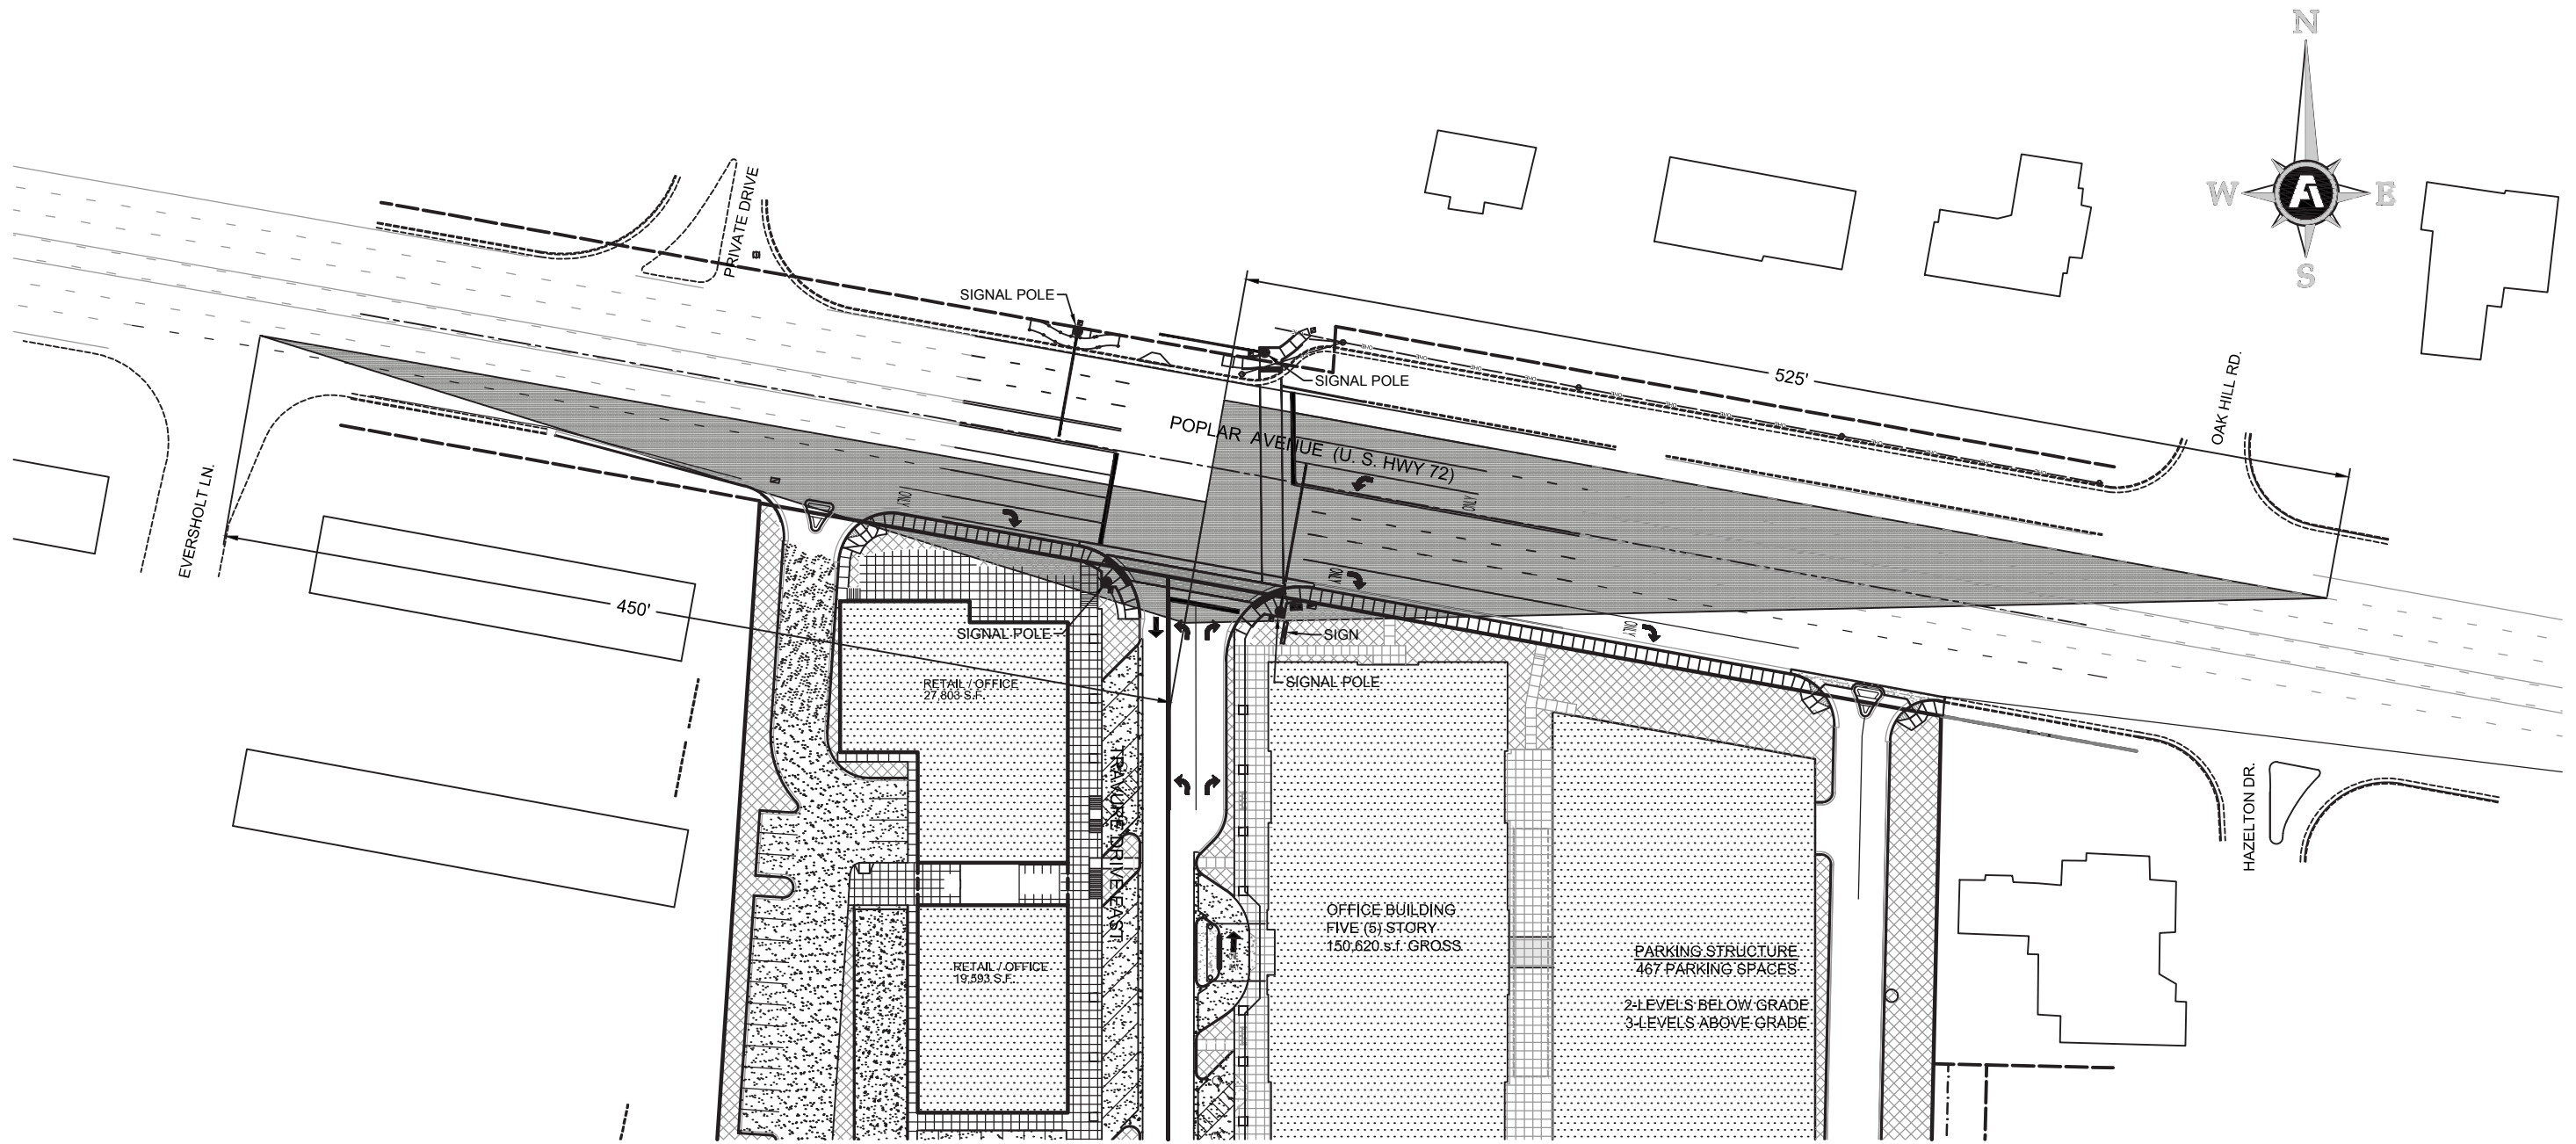 N
W
E
S
PRIVATE DRIVE
SIGNAL POLE
SIGNAL POLE
525'
OAK HILL RD.
POPLAR AVENUE (U. S. HWY 72)
ONLY
ONLY
ONLY
ONLY
EVERSHOLT LN.
450'
SIGNAL POLE
SIGN
SIGNAL POLE
RETAIL / OFFICE
27,803 S.F.
TRAVURE DRIVE EAST
HAZELTON DR.
OFFICE BUILDING
FIVE (5) STORY
150,620 s.f. GROSS
PARKING STRUCTURE
467 PARKING SPACES
2-LEVELS BELOW GRADE
3-LEVELS ABOVE GRADE
RETAIL / OFFICE
19,593 S.F.